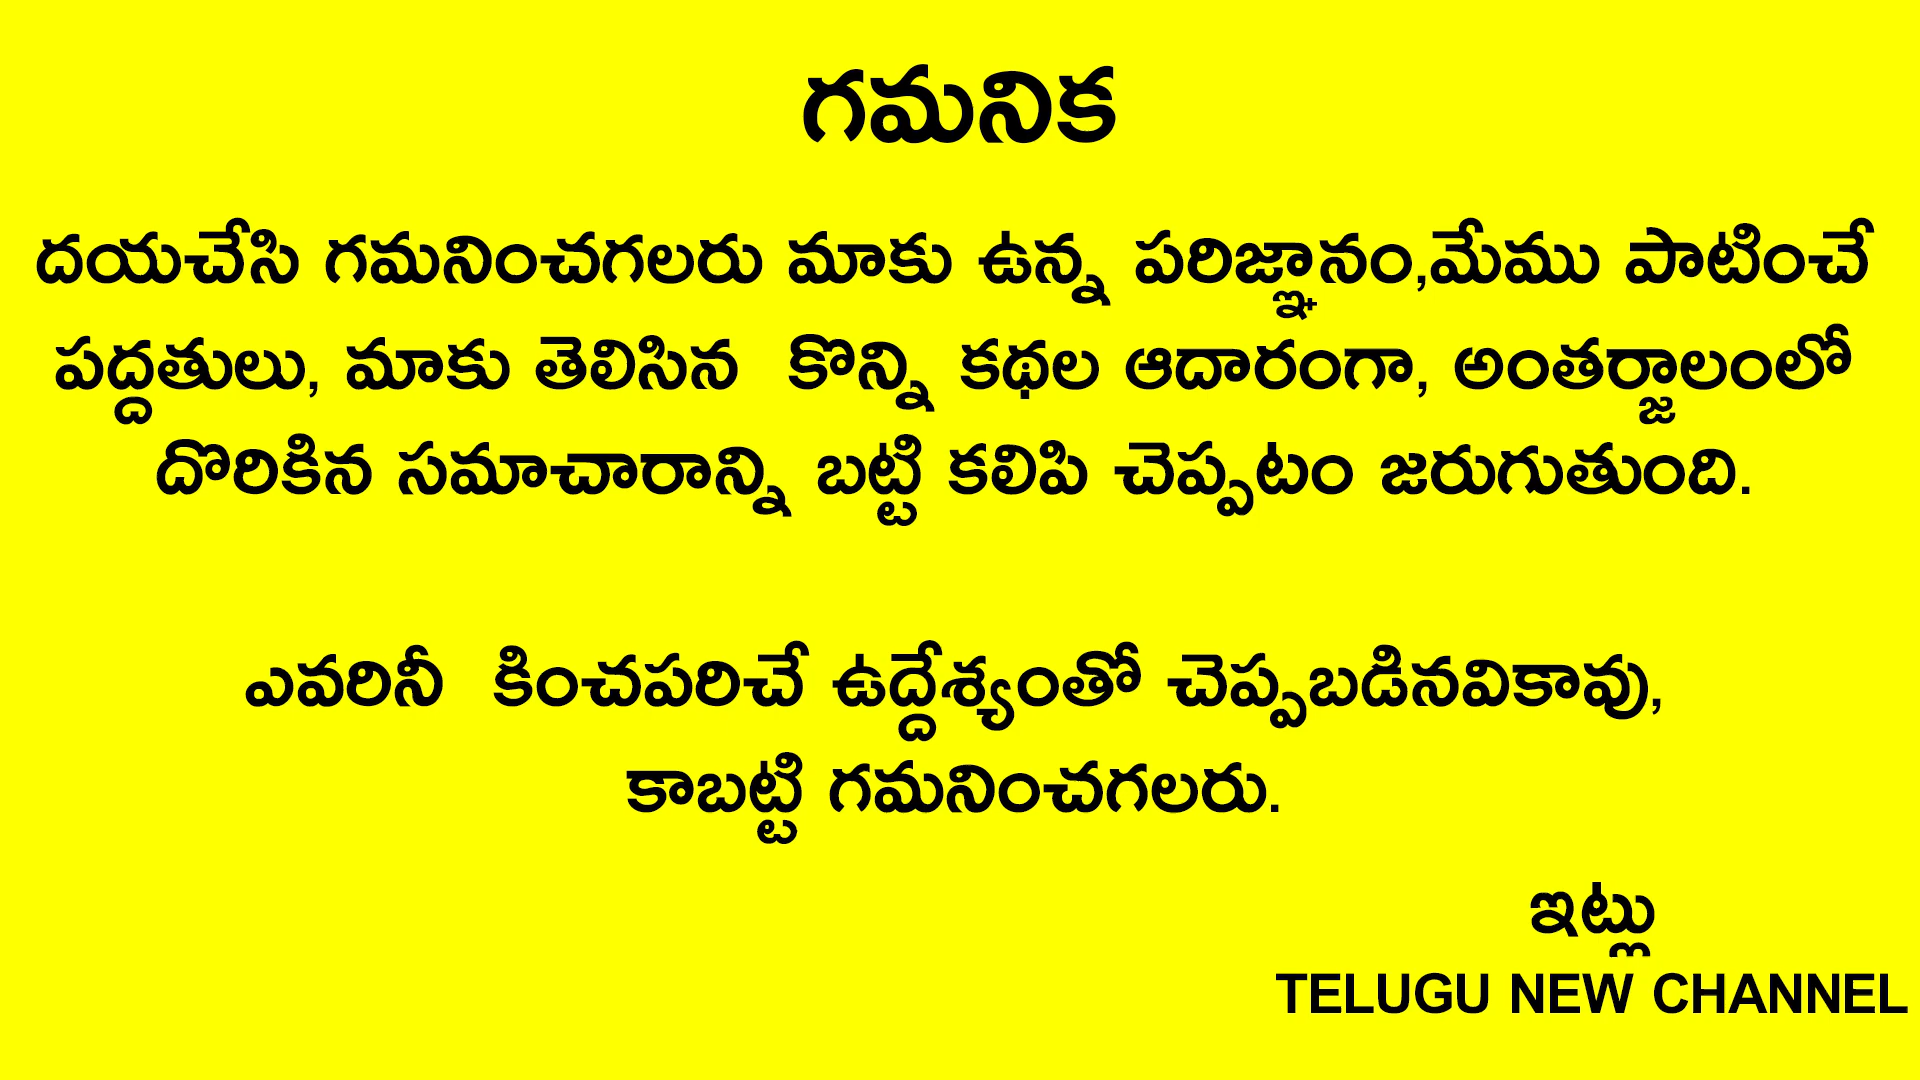 గమనిక
దయచేసి గమనించగలరు మాకు ఉన్న పరిజ్ఞానం,మేము పాటించే
పద్దతులు, మాకు తెలిసిన కొన్ని కథల ఆదారంగా, అంతర్జాలంలో
దొరికిన సమాచారాన్ని బట్టి కలిపి చెప్పటం జరుగుతుంది.
ఎవరినీ కించపరిచే ఉద్దేశ్యంతో చెప్పబడినవికావు,
కాబట్టి గమనించగలరు.
ఇట్లు
TELUGU NEW CHANNEL